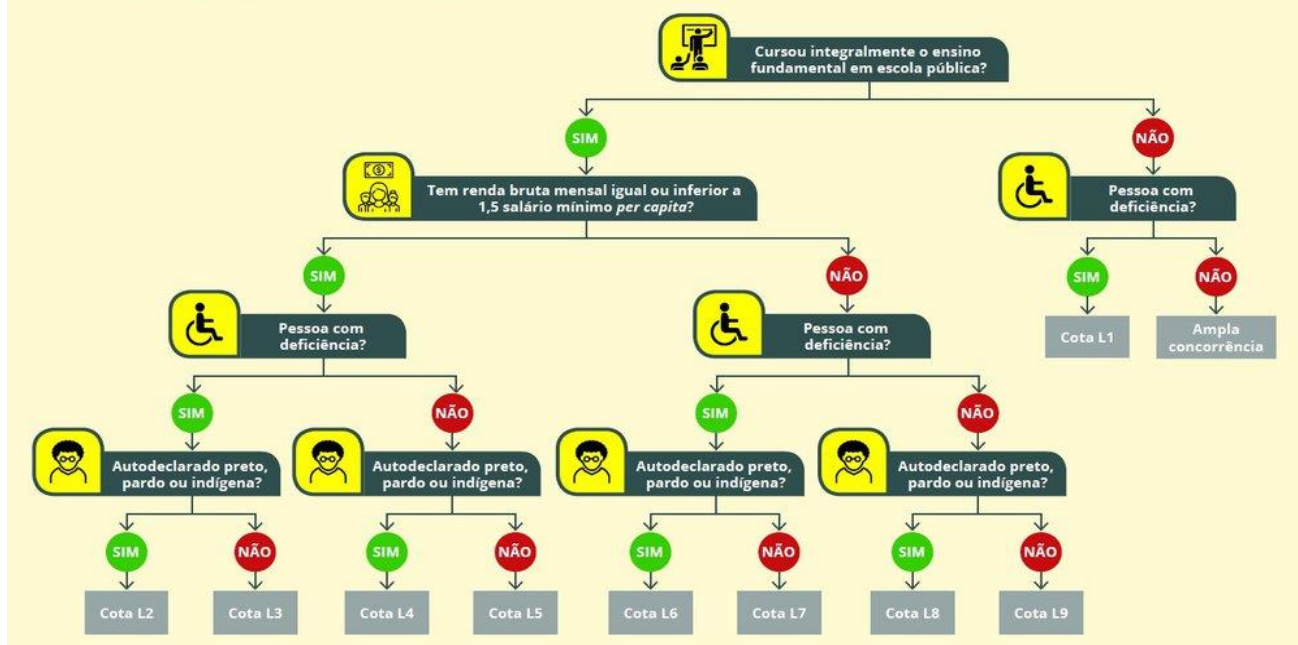 Cursou integralmente o ensino
fundamental em escola pública?
SIM
NÃO
Tem renda bruta mensal igual ou inferior a
1,5 salário mínimo per capita?
Pessoa com
deficiência?
SIM
NÃO
SIM
NÃO
Pessoa com
deficiência?
Pessoa com
deficiência?
Cota L1
Ampla
concorrência
SIM
NÃO
SIM
NÃO
Autodeclarado preto,
pardo ou indígena?
Autodeclarado preto,
pardo ou indígena?
Autodeclarado preto,
pardo ou indígena?
Autodeclarado preto,
pardo ou indígena?
SIM
NÃO
SIM
NÃO
SIM
NÃO
SIM
NÃO
Cota L2
Cota L3
Cota L4
Cota L5
Cota L6
Cota L7
Cota L8
Cota L9